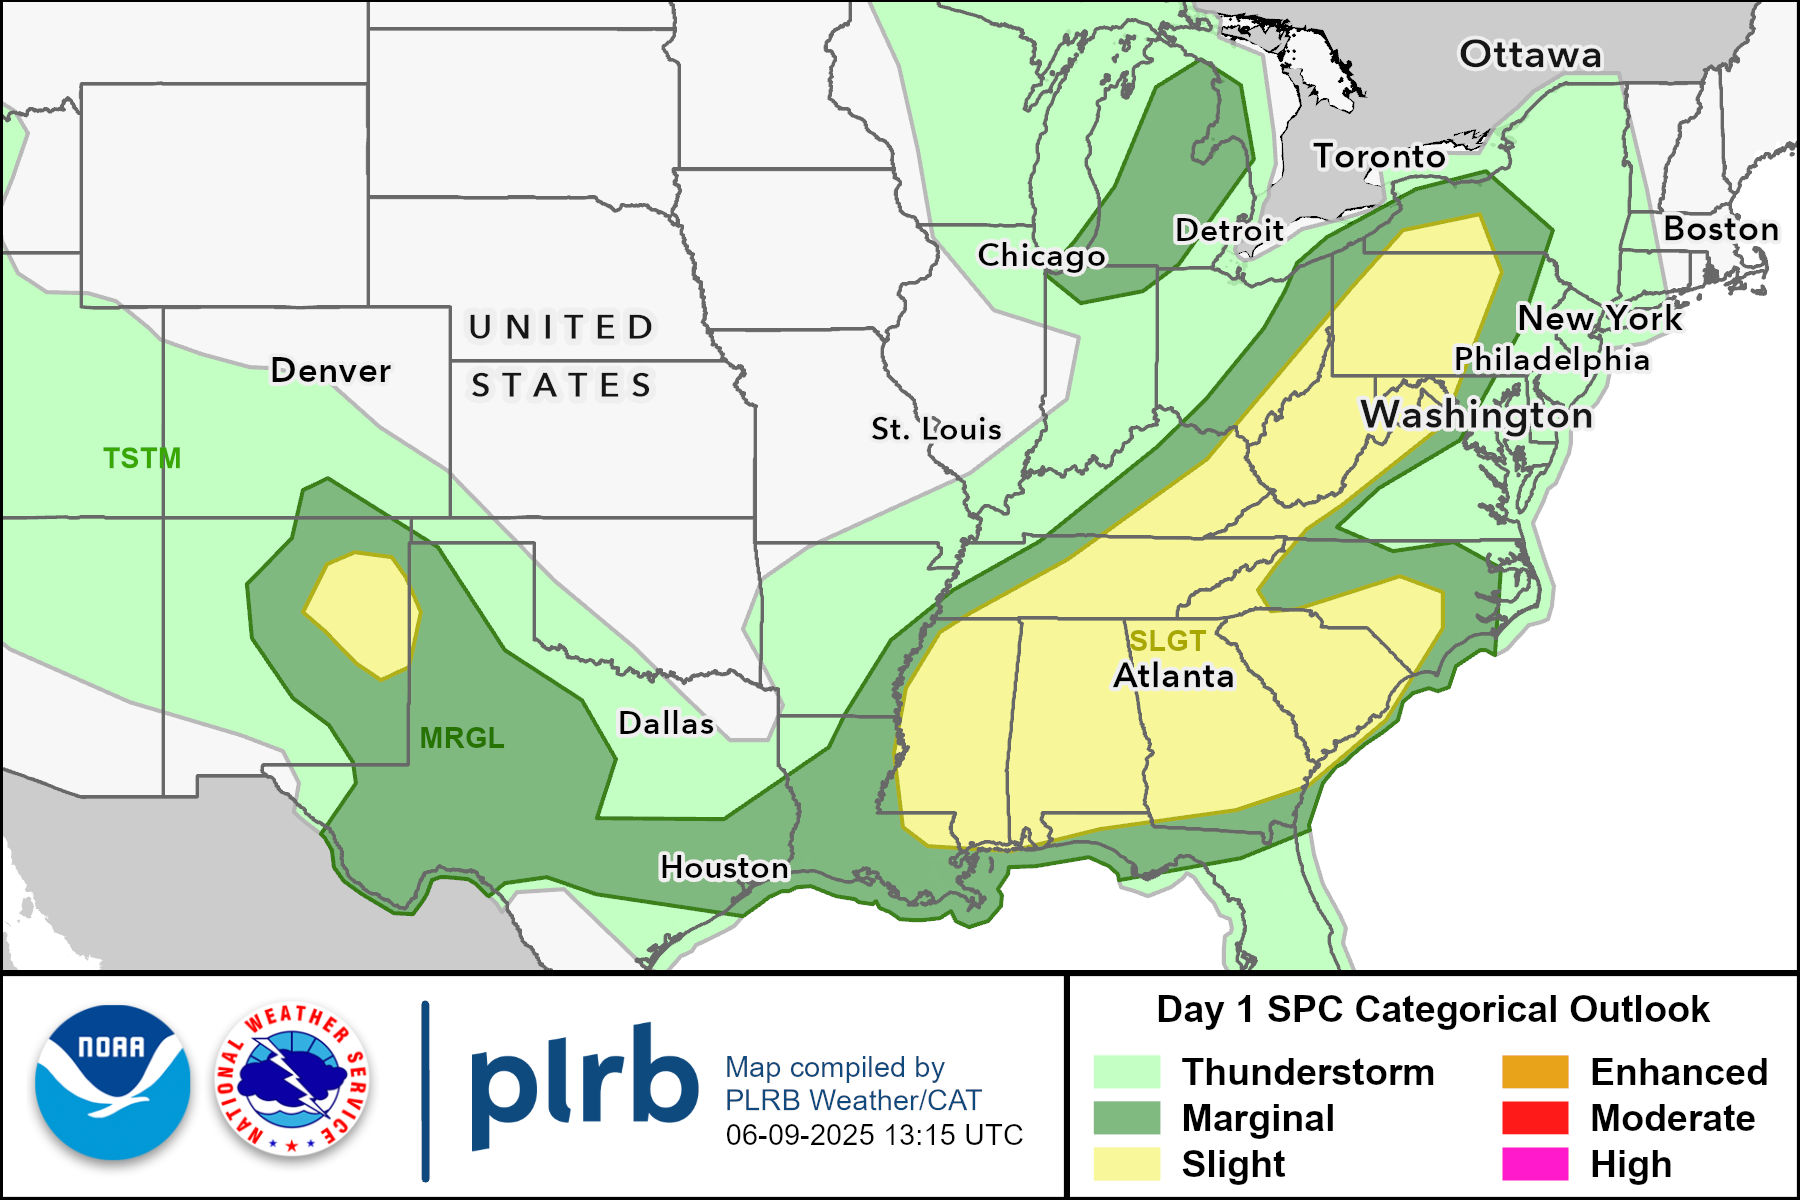 Ottawa
Toronto
Boston
Detroit
Chicago
New York
UNITED
Philadelphia
Denver
STATES
Washington
St. Louis
TSTM
SLGT
Atlanta
Dallas
MRGL
Houston
NOAA
NATIONAL WEATHER SERVICE
plrb
Map compiled by
PLRB Weather/CAT
06-09-2025 13:15 UTC
Day 1 SPC Categorical Outlook
Thunderstorm
Marginal
Slight
Enhanced
Moderate
High